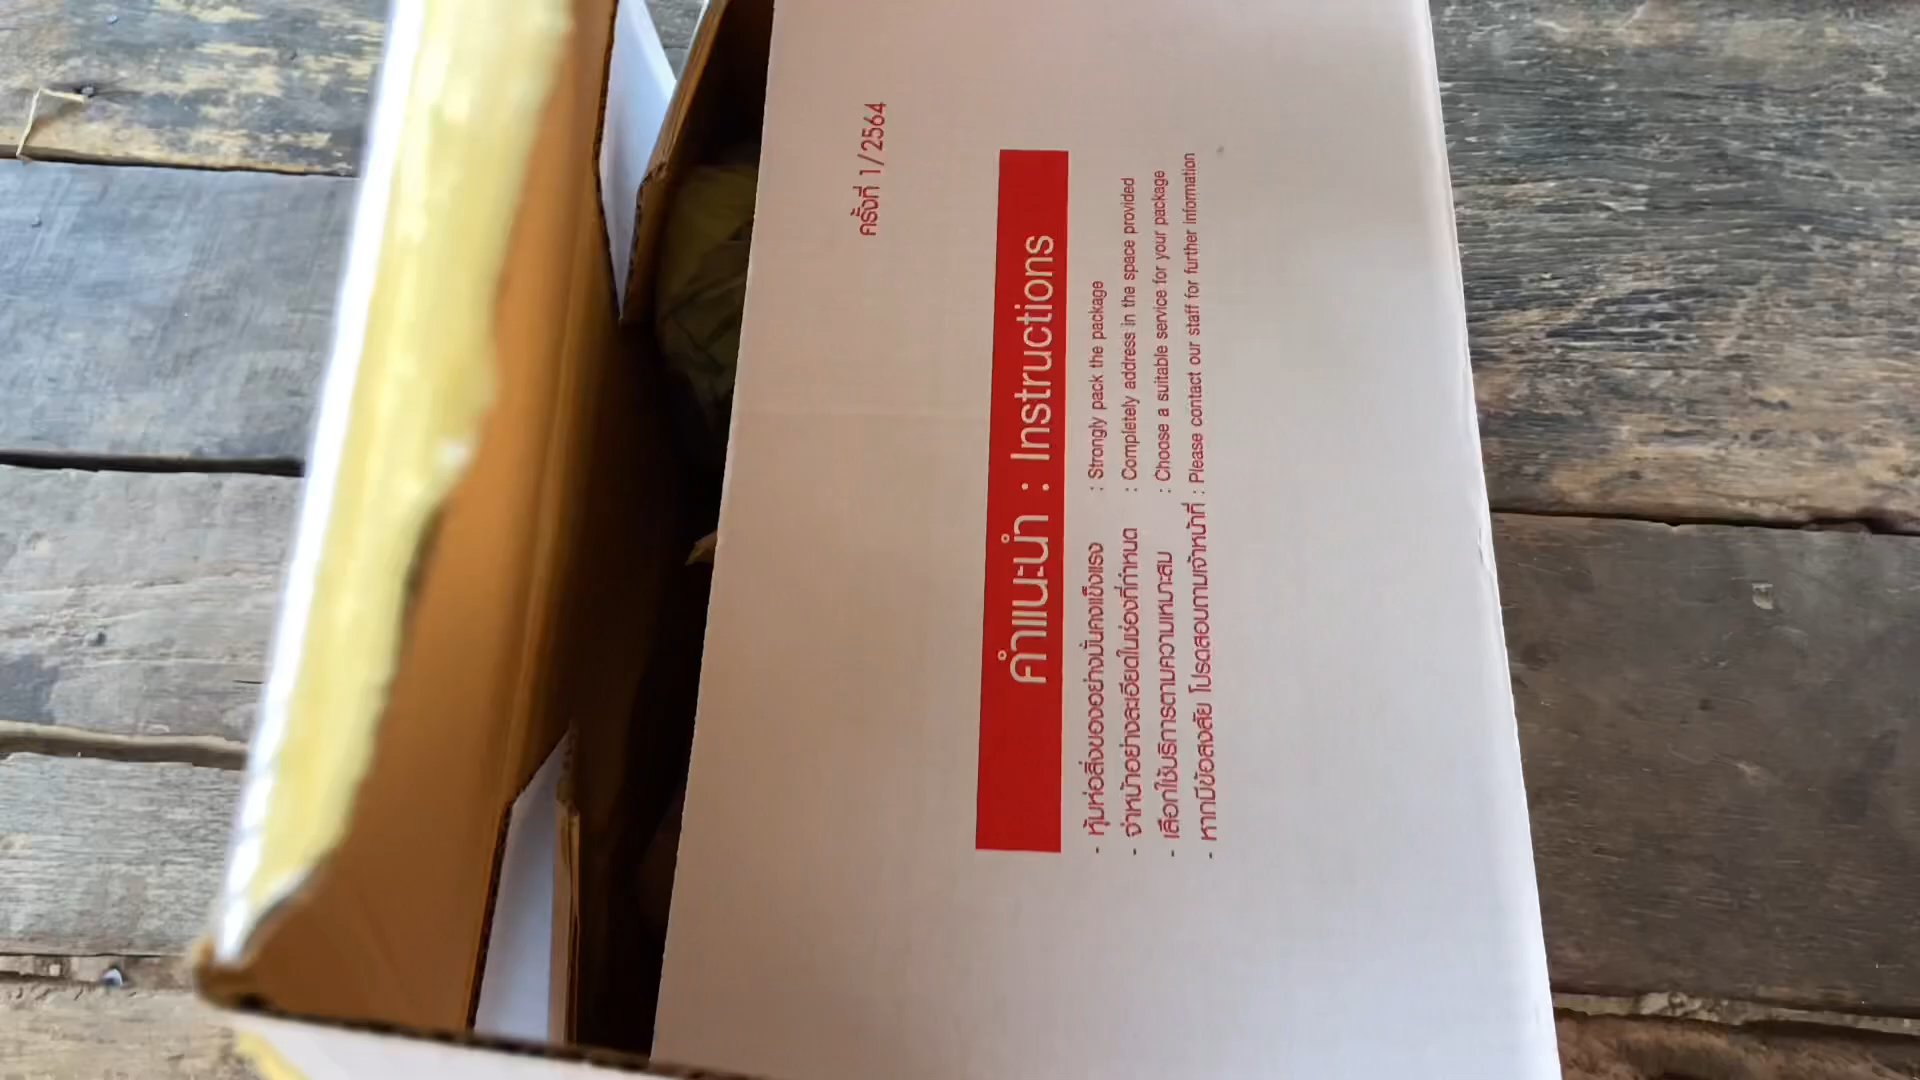 ครั้งที่ 1/2564
คำแนะนำ : Instructions
- หุ้มห่อสิ่งของอย่างมั่นคงแข็งแรง : Strongly pack the package
- จ่าหน้าอย่างละเอียดในช่องที่กำหนด : Completely address in the space provided
- เลือกใช้บริการตามความเหมาะสม : Choose a suitable service for your package
- หากมีข้อสงสัย โปรดสอบถามเจ้าหน้าที่ : Please contact our staff for further information